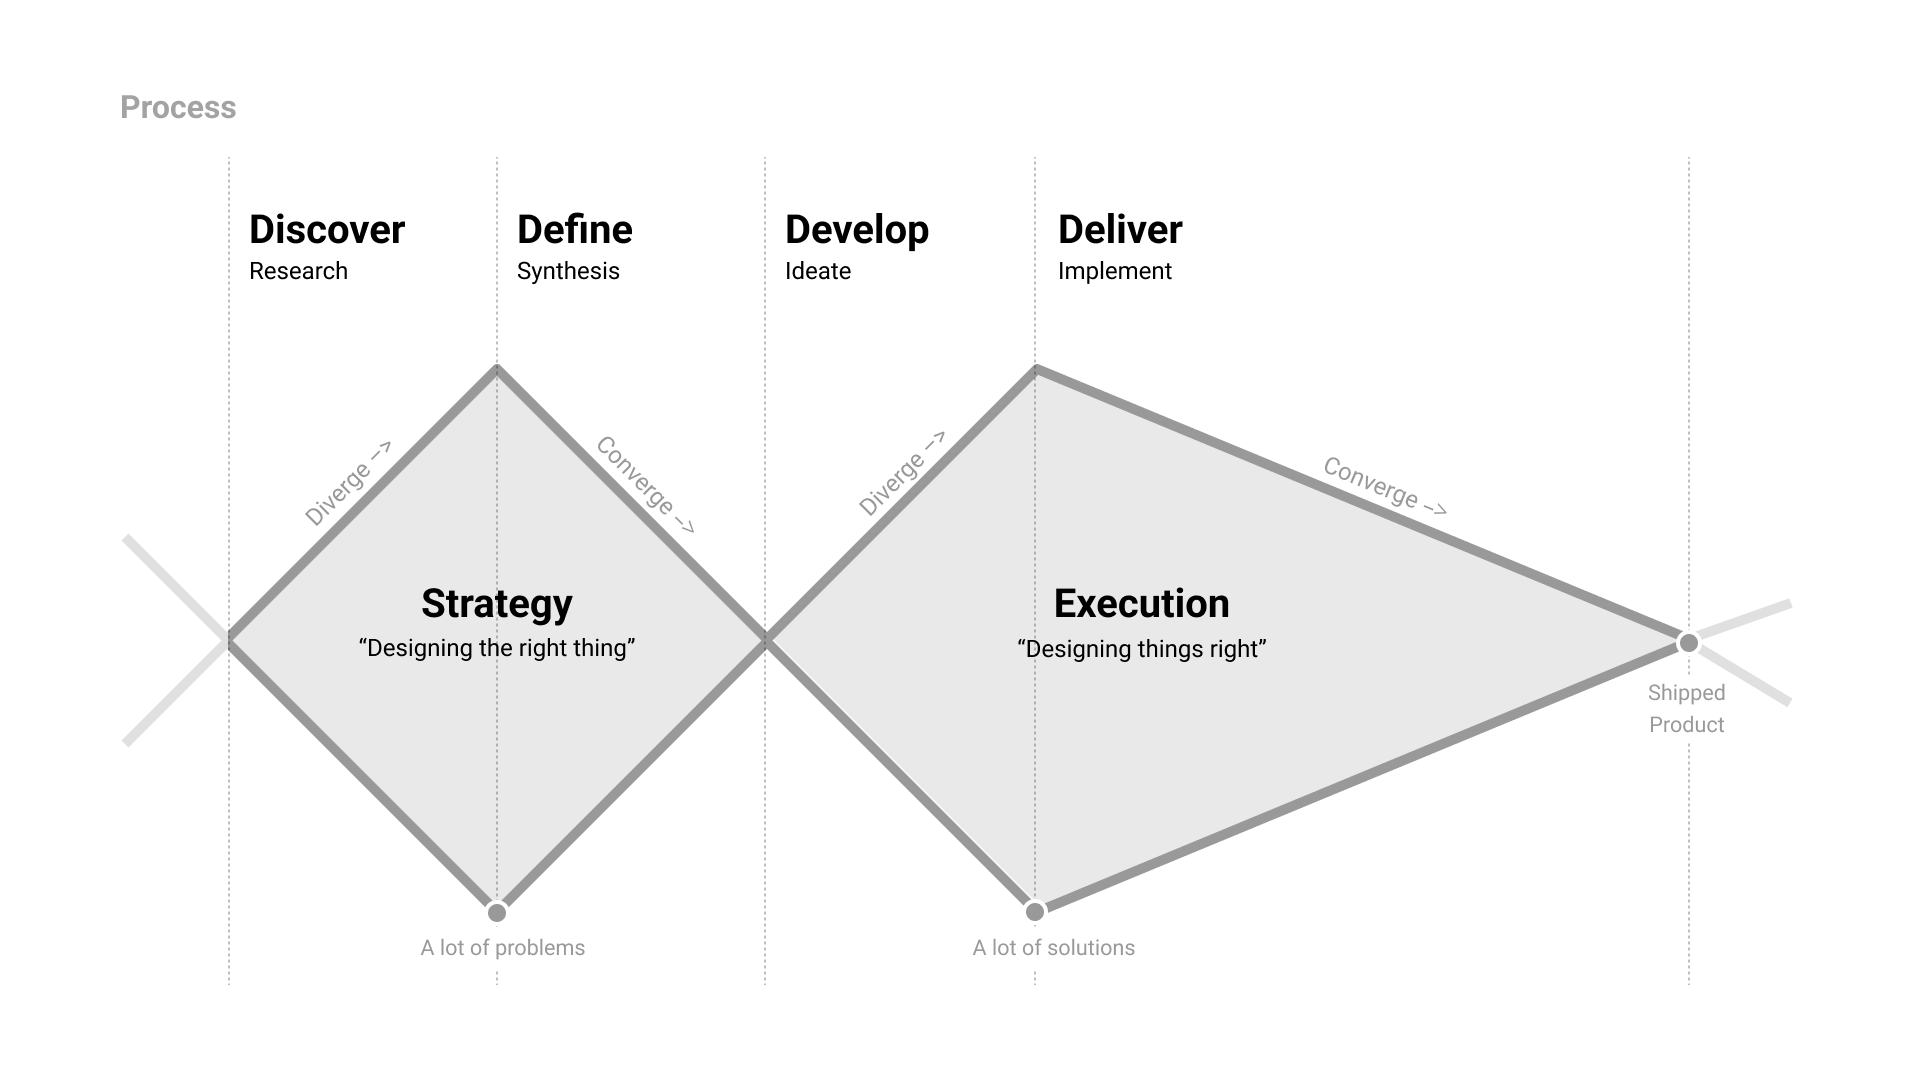 Process
Discover
Research
Define
Synthesis
Develop
Ideate
Deliver
Implement
Diverge –>
Converge –>
Diverge –>
Converge –>
Strategy
“Designing the right thing”
Execution
“Designing things right”
Shipped
Product
A lot of problems
A lot of solutions